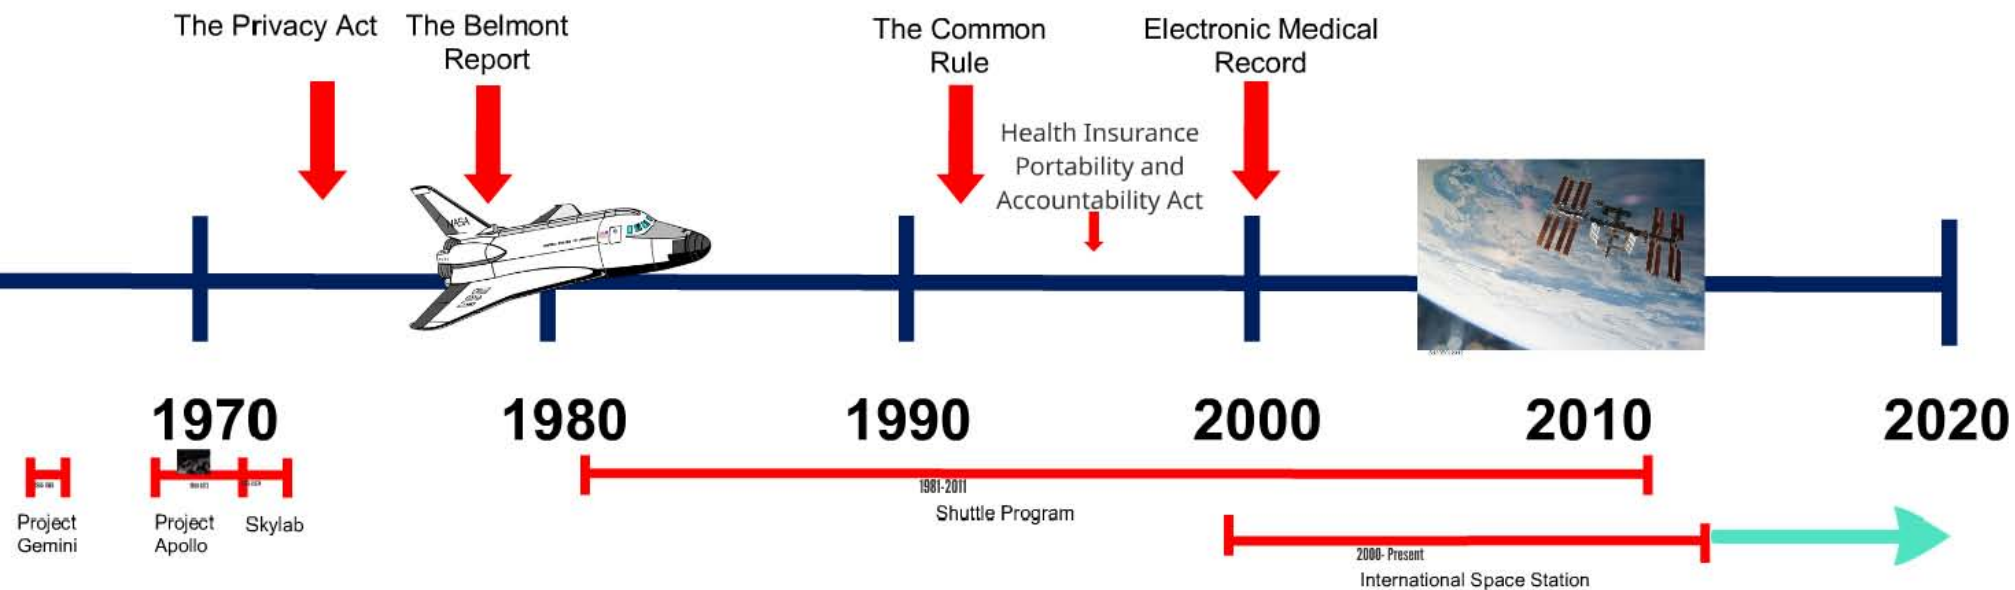 The Privacy Act
The Belmont
Report
The Common
Rule
Electronic Medical
Record
Health Insurance
Portability and
Accountability Act
1970
1980
1990
2000
2010
2020
1981-2011
Shuttle Program
Project
Gemini
Project
Apollo
Skylab
2000- Present
International Space Station